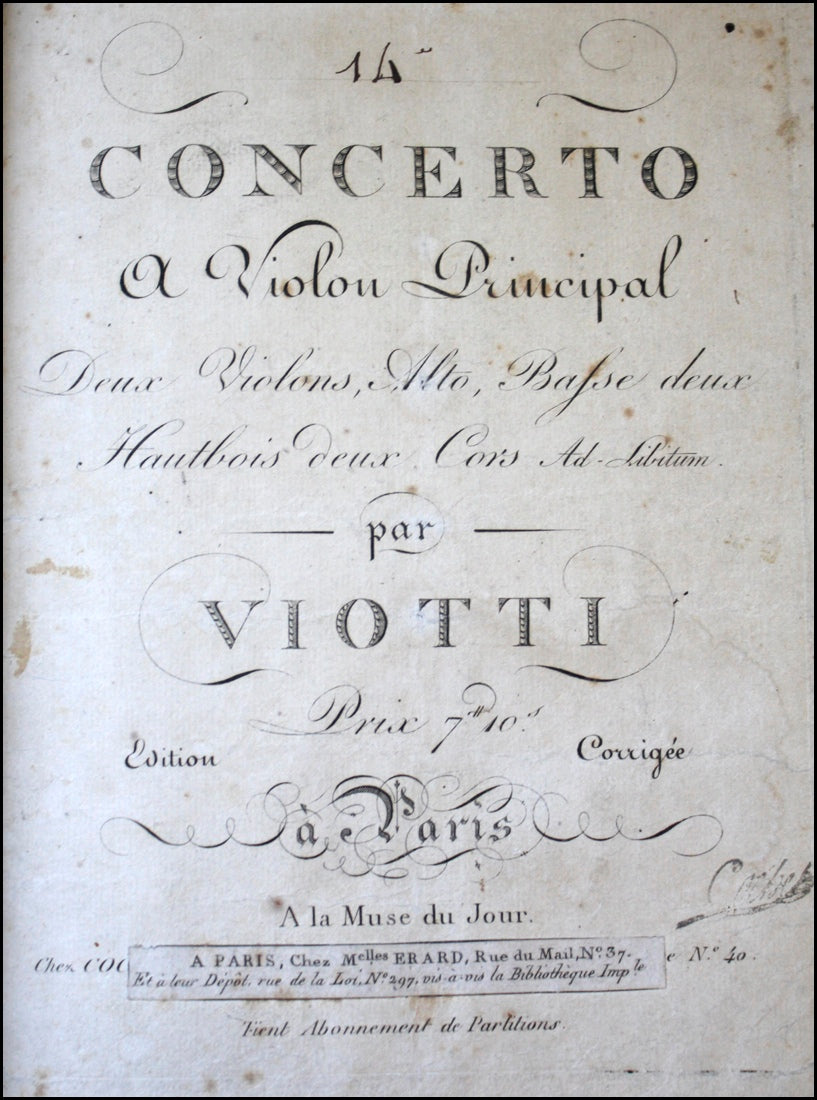 14e
CONCERTO
A Violon Principal
Deux Violons, Alto, Basse deux
Hautbois deux Cors Ad-Libitum.
par
VIOTTI
Prix 7# 10s
Edition Corrigée
à Paris
A la Muse du Jour.
Chez COC
A PARIS, Chez Melles ERARD, Rue du Mail, No. 37.
Et à leur Dépôt, rue de la Loi, No. 297, vis-à-vis la Bibliothèque Imple
e No. 40.
Tient Abonnement de Partitions.